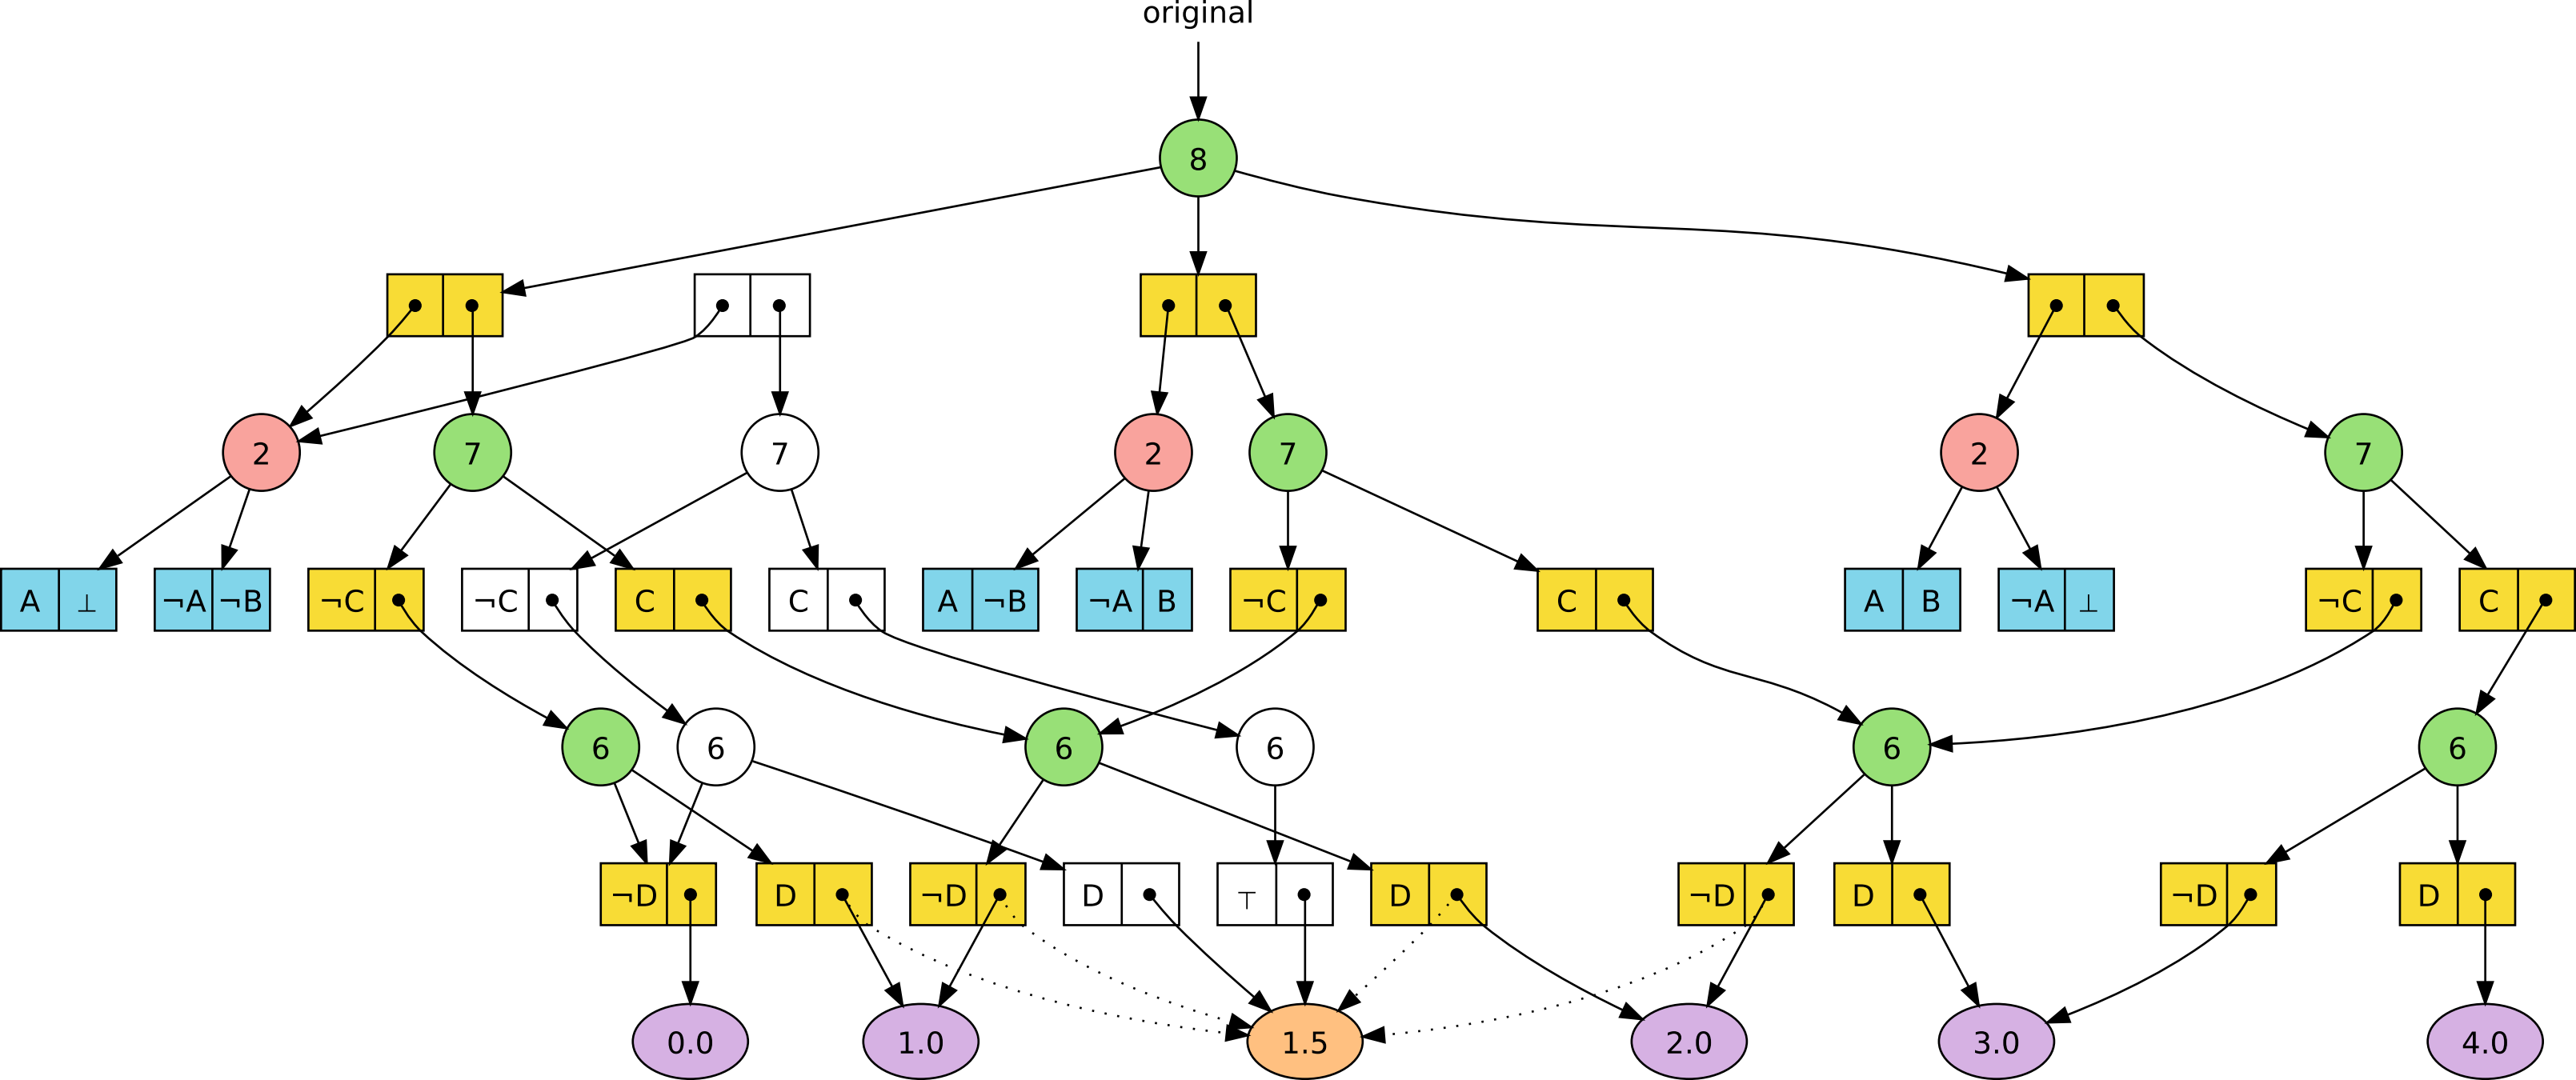 original
8
2 7 7 2 7 2 7
A ⊥ ¬A ¬B ¬C ¬C C C A ¬B ¬A B ¬C C A B ¬A ⊥ ¬C C
6 6 6 6 6 6
¬D D ¬D D ⊤ D ¬D D ¬D D
0.0 1.0 1.5 2.0 3.0 4.0